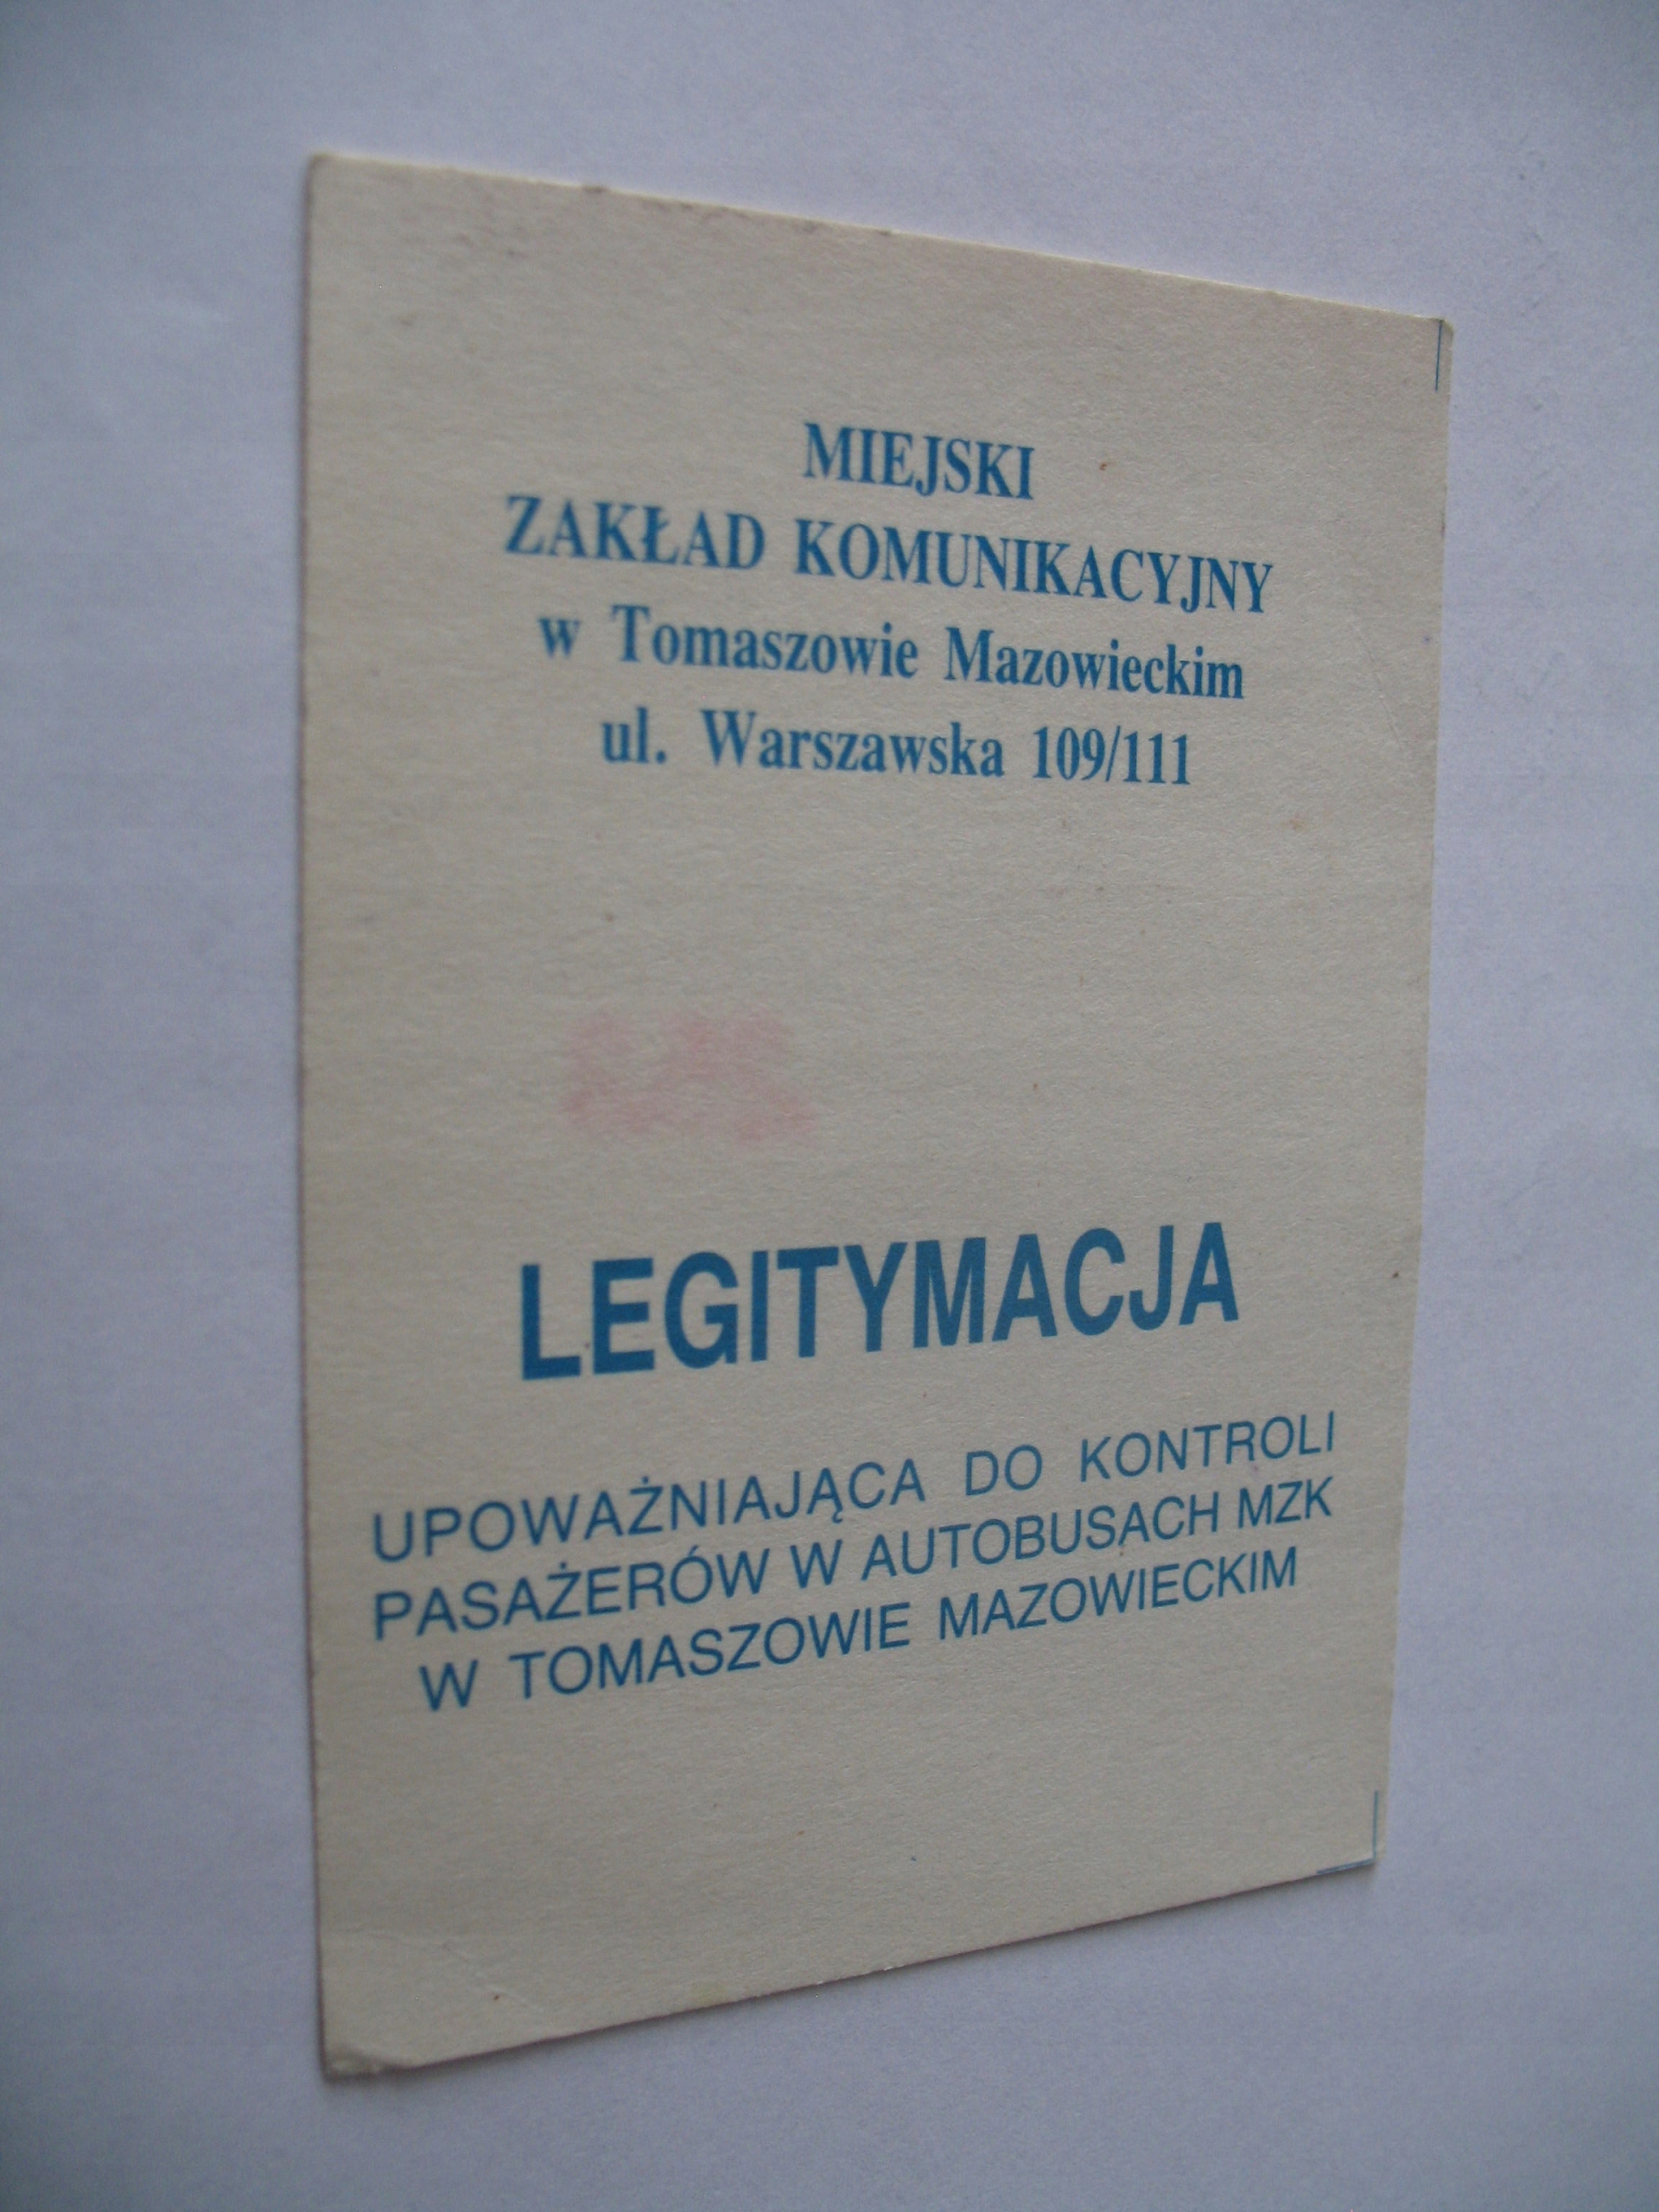 MIEJSKI
ZAKŁAD KOMUNIKACYJNY
w Tomaszowie Mazowieckim
ul. Warszawska 109/111
LEGITYMACJA
UPOWAŻNIAJĄCA DO KONTROLI
PASAŻERÓW W AUTOBUSACH MZK
W TOMASZOWIE MAZOWIECKIM